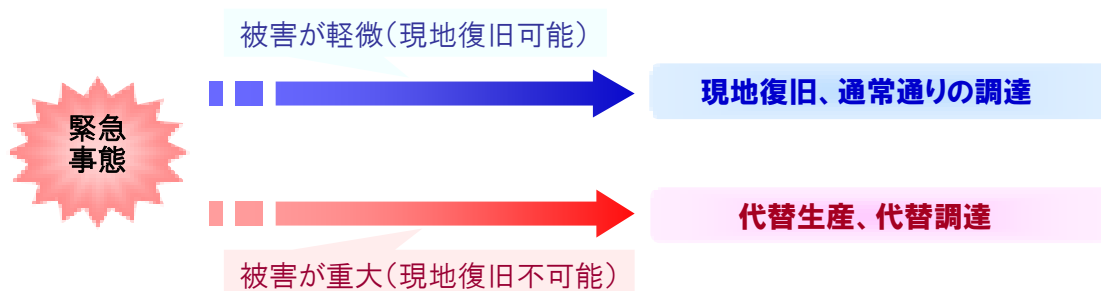 被害が軽微(現地復旧可能)
緊急
事態
現地復旧、通常通りの調達
代替生産、代替調達
被害が重大(現地復旧不可能)